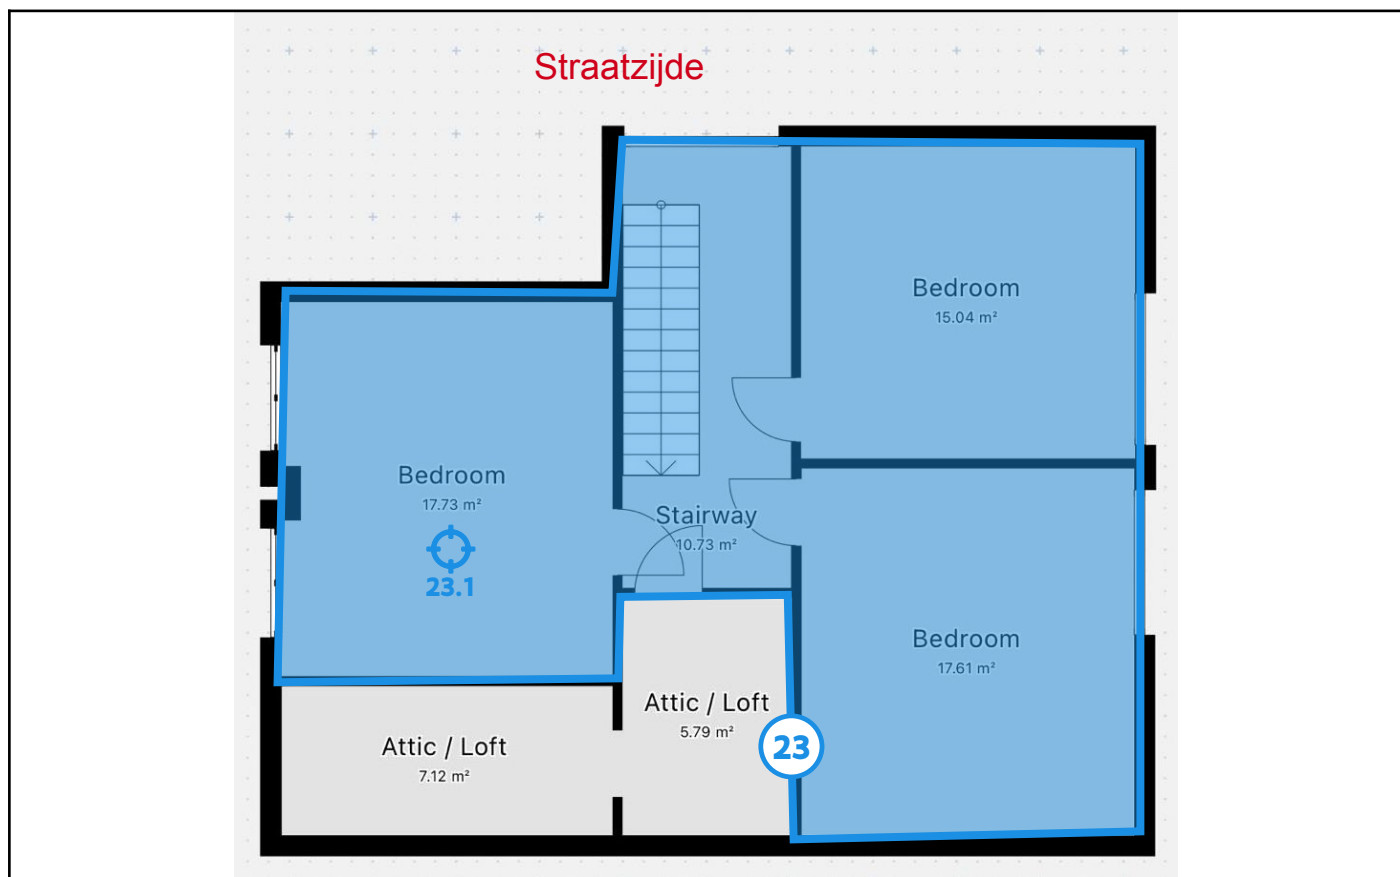 Straatzijde
Bedroom
15.04 m²
Bedroom
17.73 m²
23.1
Stairway
10.73 m²
Bedroom
17.61 m²
Attic / Loft
5.79 m²
23
Attic / Loft
7.12 m²